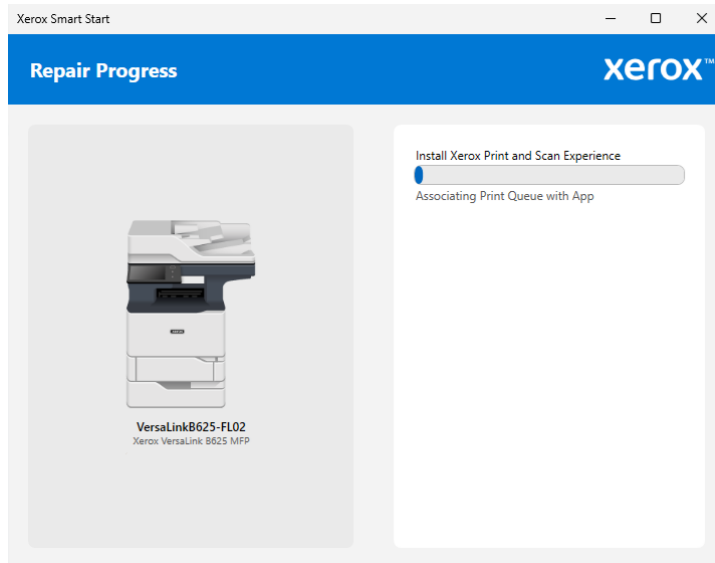 Xerox Smart Start
Repair Progress
xerox™
Install Xerox Print and Scan Experience
Associating Print Queue with App
VersaLinkB625-FL02
Xerox VersaLink B625 MFP